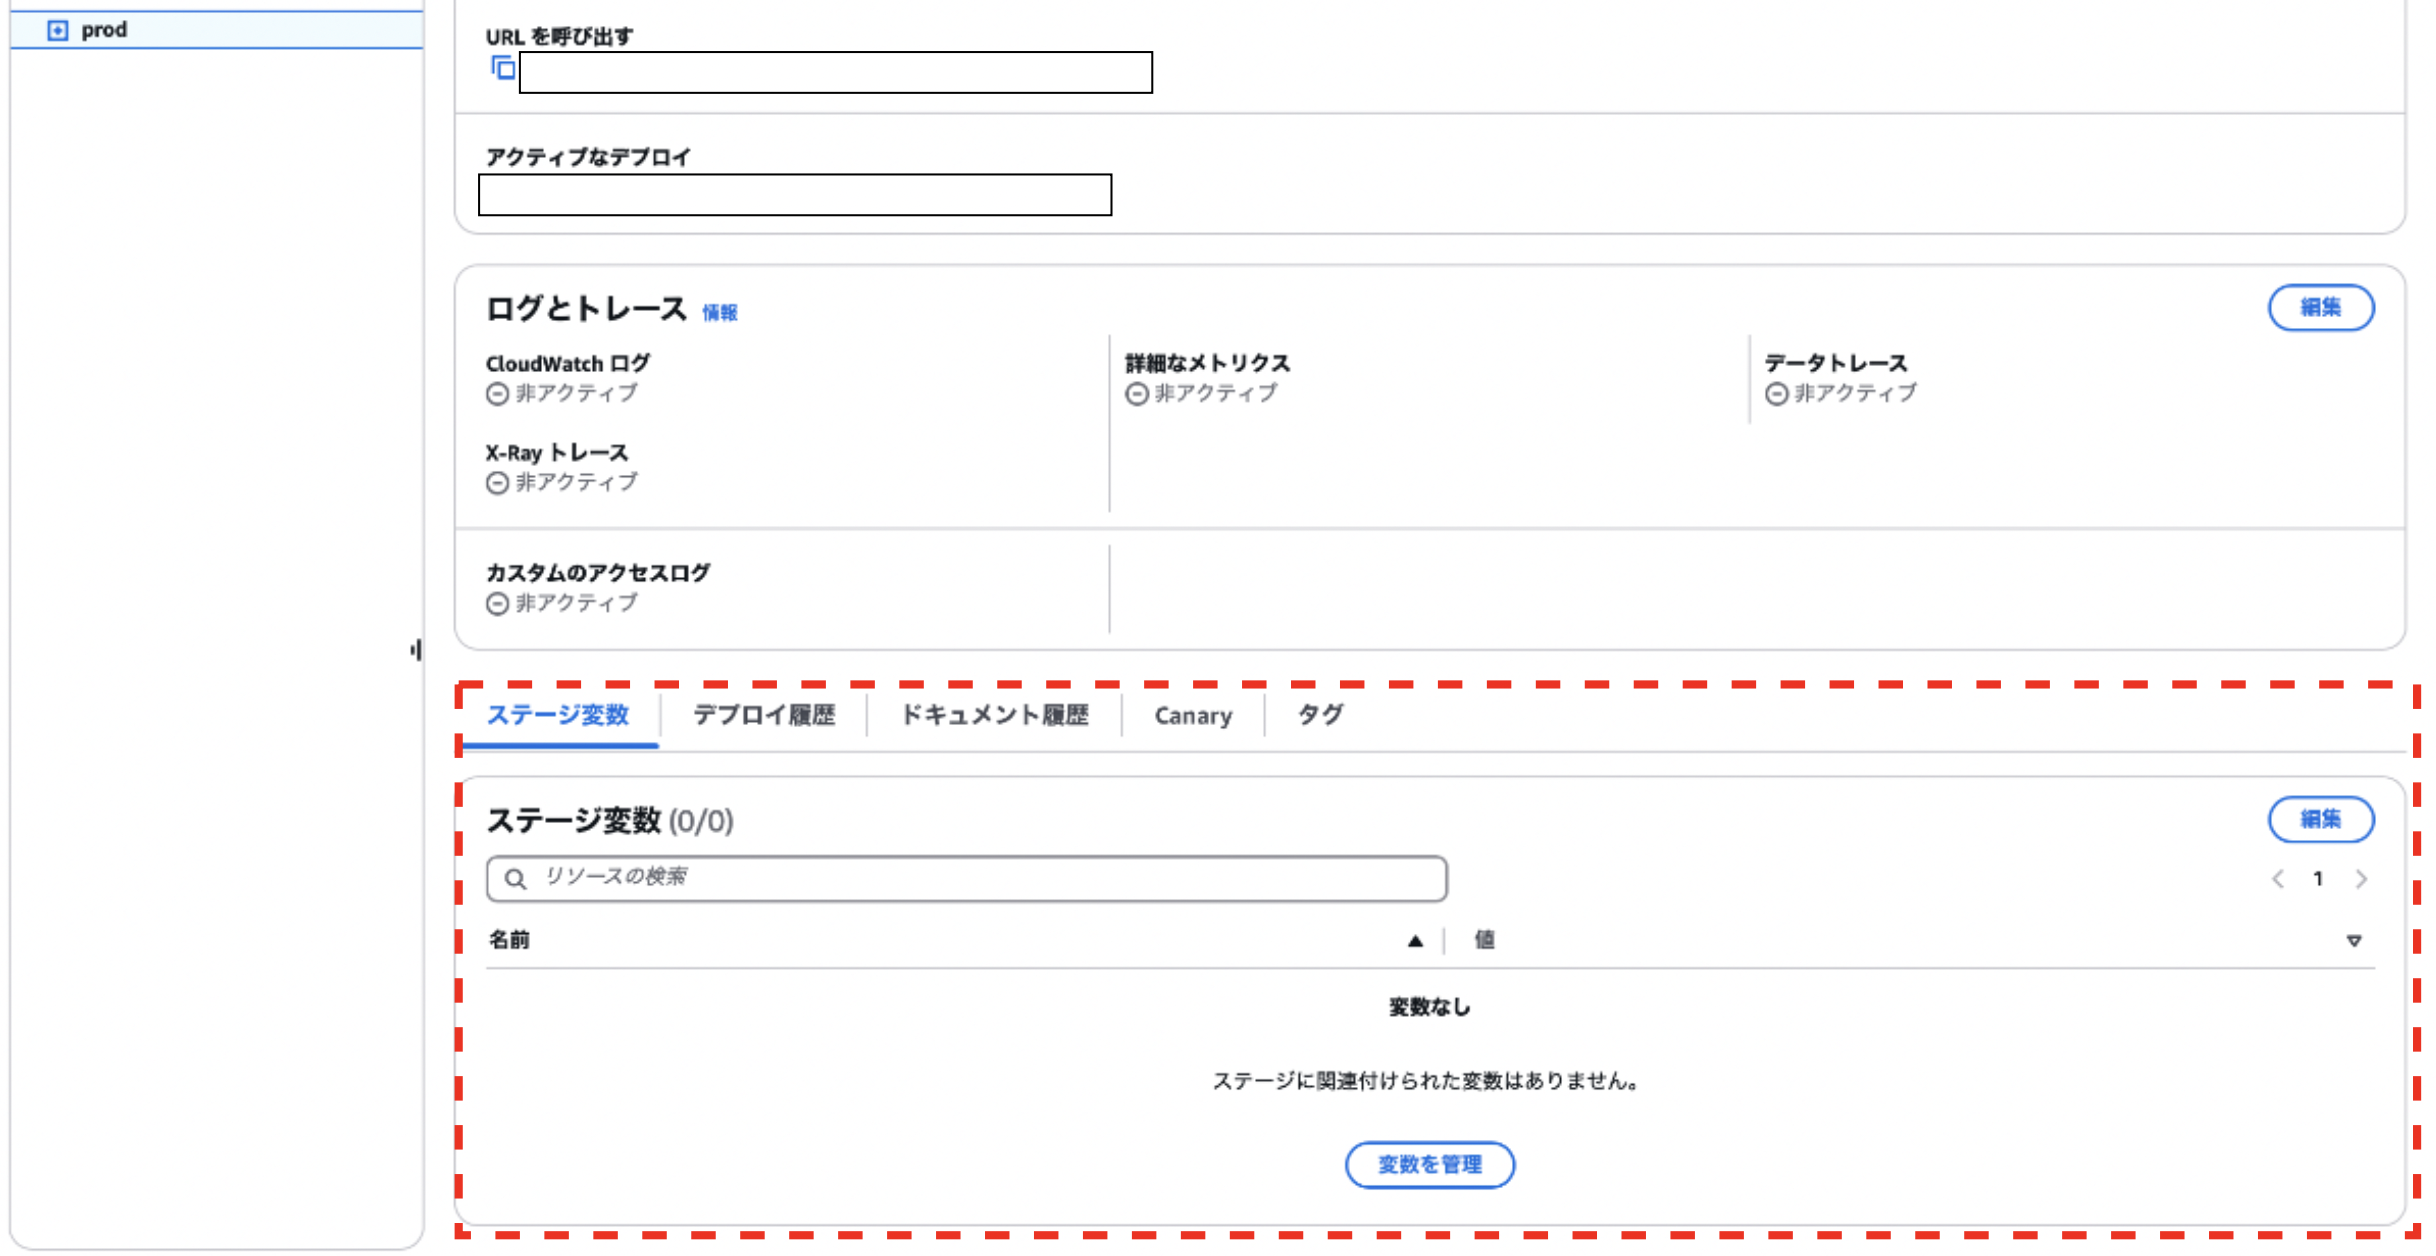 prod
URL を呼び出す
アクティブなデプロイ
ログとトレース 情報
編集
CloudWatch ログ
非アクティブ
詳細なメトリクス
非アクティブ
データトレース
非アクティブ
X-Ray トレース
非アクティブ
カスタムのアクセスログ
非アクティブ
ステージ変数 デプロイ履歴 ドキュメント履歴 Canary タグ
ステージ変数 (0/0)
編集
リソースの検索
1
名前 値
変数なし
ステージに関連付けられた変数はありません。
変数を管理